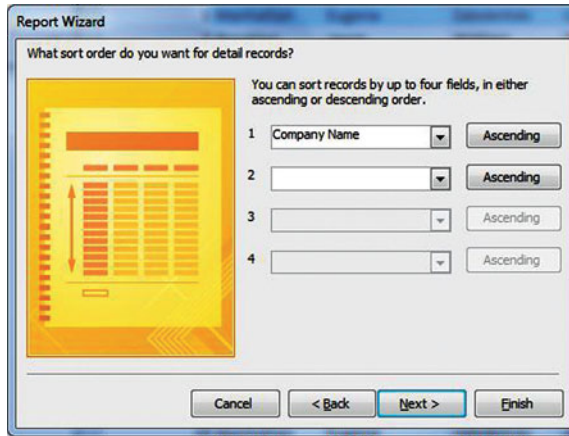 Report Wizard
What sort order do you want for detail records?
You can sort records by up to four fields, in either
ascending or descending order.
1 Company Name Ascending
2 Ascending
3 Ascending
4 Ascending
Cancel < Back Next > Finish